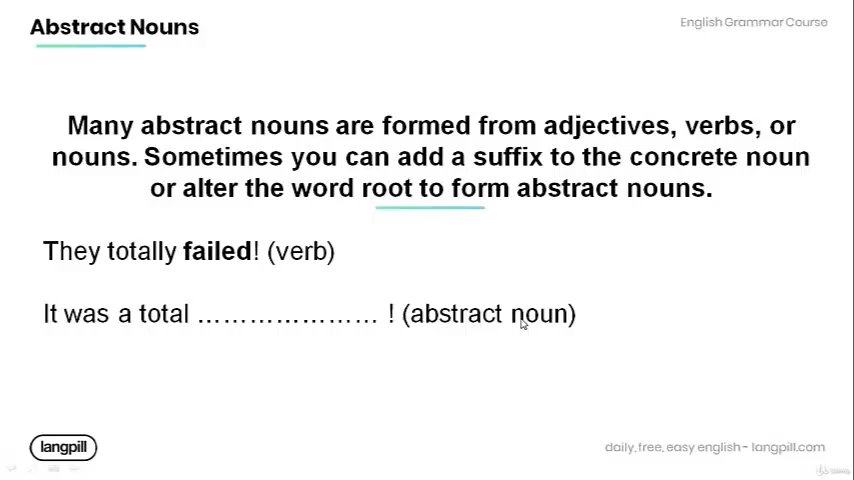 Abstract Nouns
English Grammar Course
Many abstract nouns are formed from adjectives, verbs, or
nouns. Sometimes you can add a suffix to the concrete noun
or alter the word root to form abstract nouns.
They totally failed! (verb)
It was a total ………………… ! (abstract noun)
langpill
daily, free, easy english - langpill.com